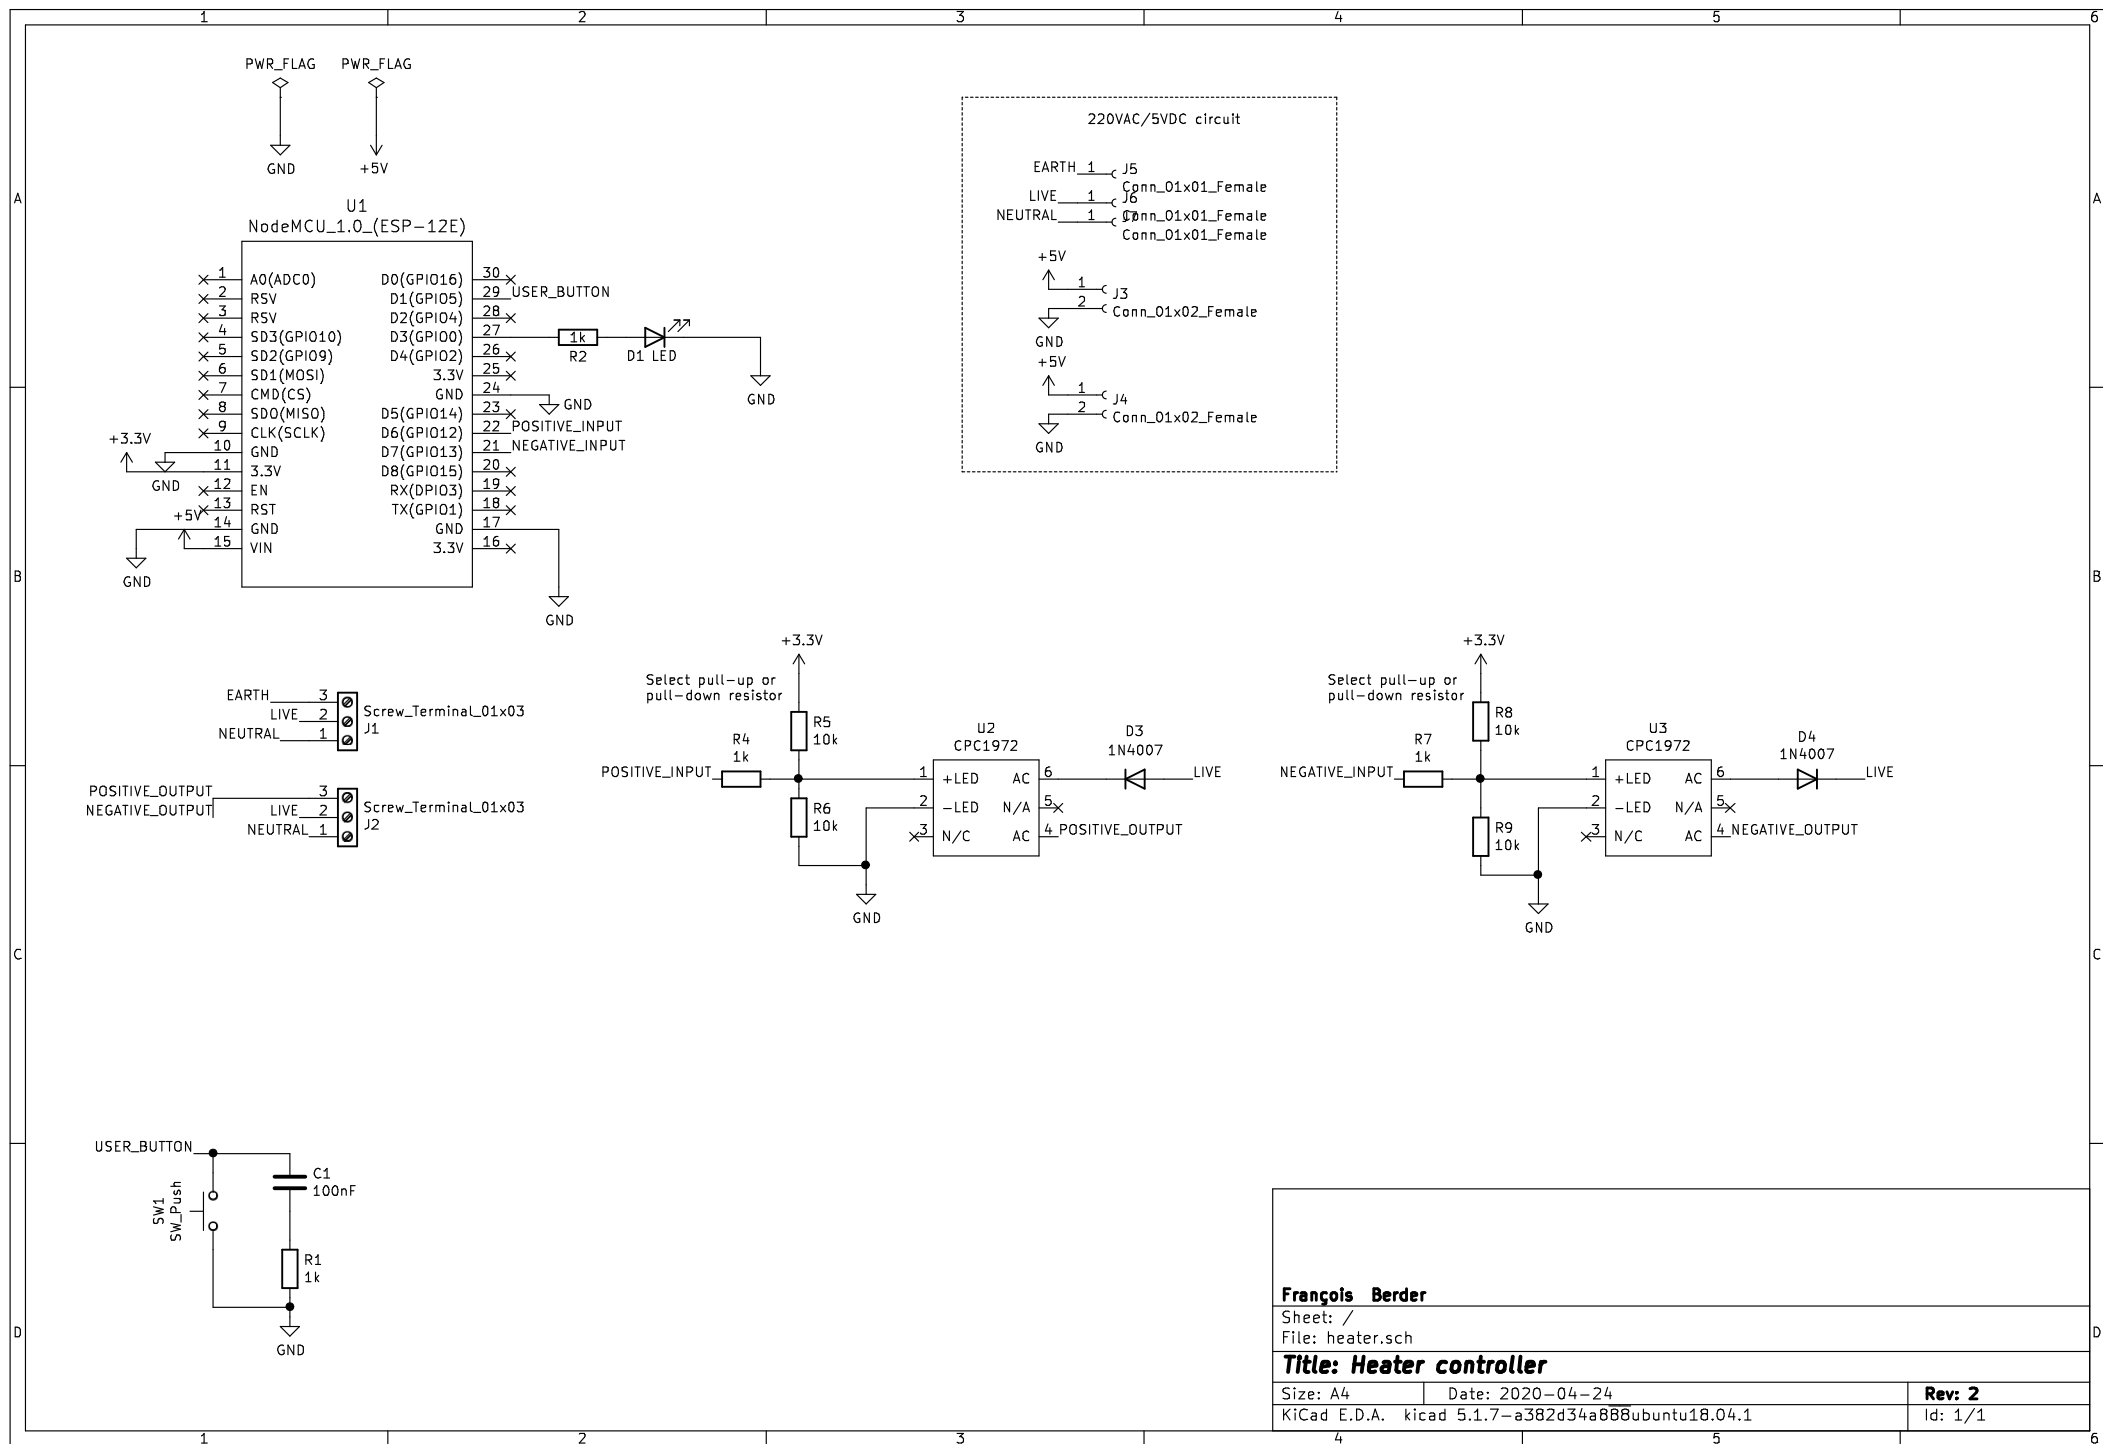 1 2 3 4 5 6
PWR_FLAG PWR_FLAG
GND +5V
U1
NodeMCU_1.0_(ESP-12E)
1 A0(ADC0) D0(GPIO16) 30
2 RSV D1(GPIO5) 29 USER_BUTTON
3 RSV D2(GPIO4) 28
4 SD3(GPIO10) D3(GPIO0) 27
5 SD2(GPIO9) D4(GPIO2) 26
6 SD1(MOSI) 3.3V 25
7 CMD(CS) GND 24
8 SD0(MISO) D5(GPIO14) 23
9 CLK(SCLK) D6(GPIO12) 22 POSITIVE_INPUT
10 GND D7(GPIO13) 21 NEGATIVE_INPUT
11 3.3V D8(GPIO15) 20
12 EN RX(DPIO3) 19
13 RST TX(GPIO1) 18
14 GND GND 17
15 VIN 3.3V 16
+3.3V
GND
+5V
GND
GND
GND
1k
R2
D1 LED
GND
220VAC/5VDC circuit
EARTH 1 J5
Conn_01x01_Female
LIVE 1 J6
Conn_01x01_Female
NEUTRAL 1 J7
Conn_01x01_Female
+5V
1
2
J3
Conn_01x02_Female
GND
+5V
1
2
J4
Conn_01x02_Female
GND
EARTH 3
LIVE 2
NEUTRAL 1
Screw_Terminal_01x03
J1
POSITIVE_OUTPUT 3
NEGATIVE_OUTPUT
LIVE 2
NEUTRAL 1
Screw_Terminal_01x03
J2
+3.3V
Select pull-up or
pull-down resistor
R5
10k
R4
1k
POSITIVE_INPUT
R6
10k
GND
U2
CPC1972
1 +LED AC 6
2 -LED N/A 5
3 N/C AC 4 POSITIVE_OUTPUT
D3
1N4007
LIVE
+3.3V
Select pull-up or
pull-down resistor
R8
10k
R7
1k
NEGATIVE_INPUT
R9
10k
GND
U3
CPC1972
1 +LED AC 6
2 -LED N/A 5
3 N/C AC 4 NEGATIVE_OUTPUT
D4
1N4007
LIVE
USER_BUTTON
SW1
SW_Push
C1
100nF
R1
1k
GND
François Berder
Sheet: /
File: heater.sch
Title: Heater controller
Size: A4 Date: 2020-04-24 Rev: 2
KiCad E.D.A. kicad 5.1.7-a382d34a88ubuntu18.04.1 Id: 1/1
A A
B B
C C
D D
1 2 3 4 5 6